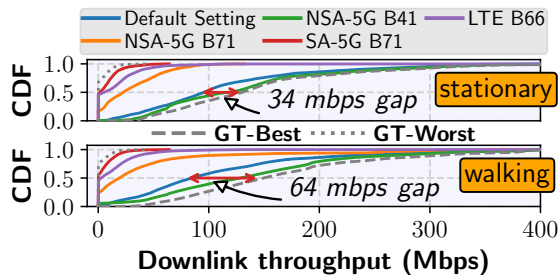 Default Setting NSA-5G B41 LTE B66
NSA-5G B71 SA-5G B71
1.0
0.5
0.0
CDF
34 mbps gap
stationary
GT-Best GT-Worst
1.0
0.5
0.0
CDF
64 mbps gap
walking
0 100 200 300 400
Downlink throughput (Mbps)